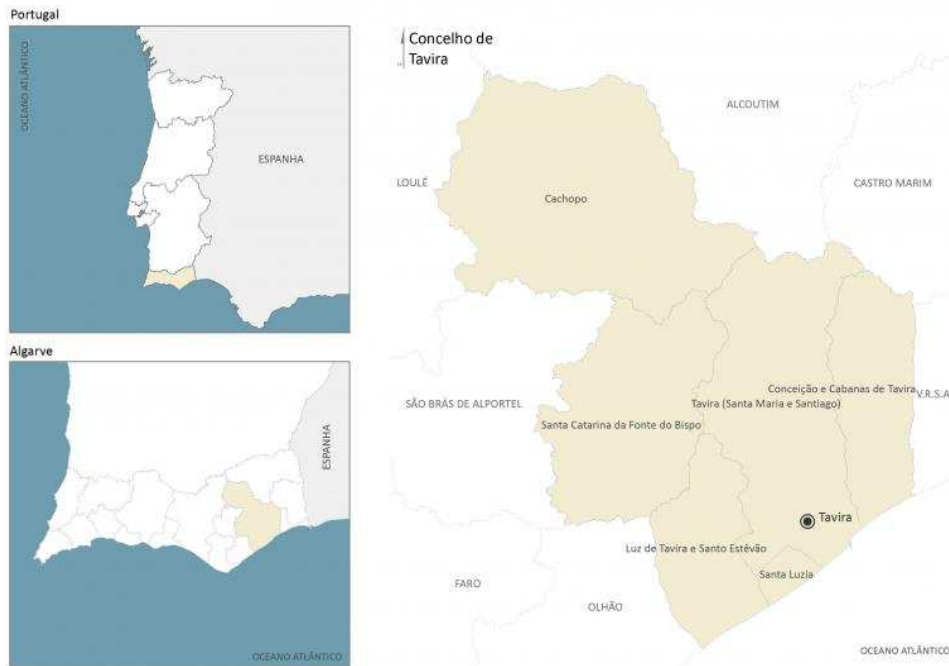 Portugal
OCEANO ATLÂNTICO
ESPANHA
Algarve
ESPANHA
OCEANO ATLÂNTICO
Concelho de
Tavira
ALCOUTIM
LOULÉ
CASTRO MARIM
Cachopo
SÃO BRÁS DE ALPORTEL
Conceição e Cabanas de Tavira
V.R.S.A
Tavira (Santa Maria e Santiago)
Santa Catarina da Fonte do Bispo
Tavira
Luz de Tavira e Santo Estêvão
Santa Luzia
FARO
OLHÃO
OCEANO ATLÂNTICO